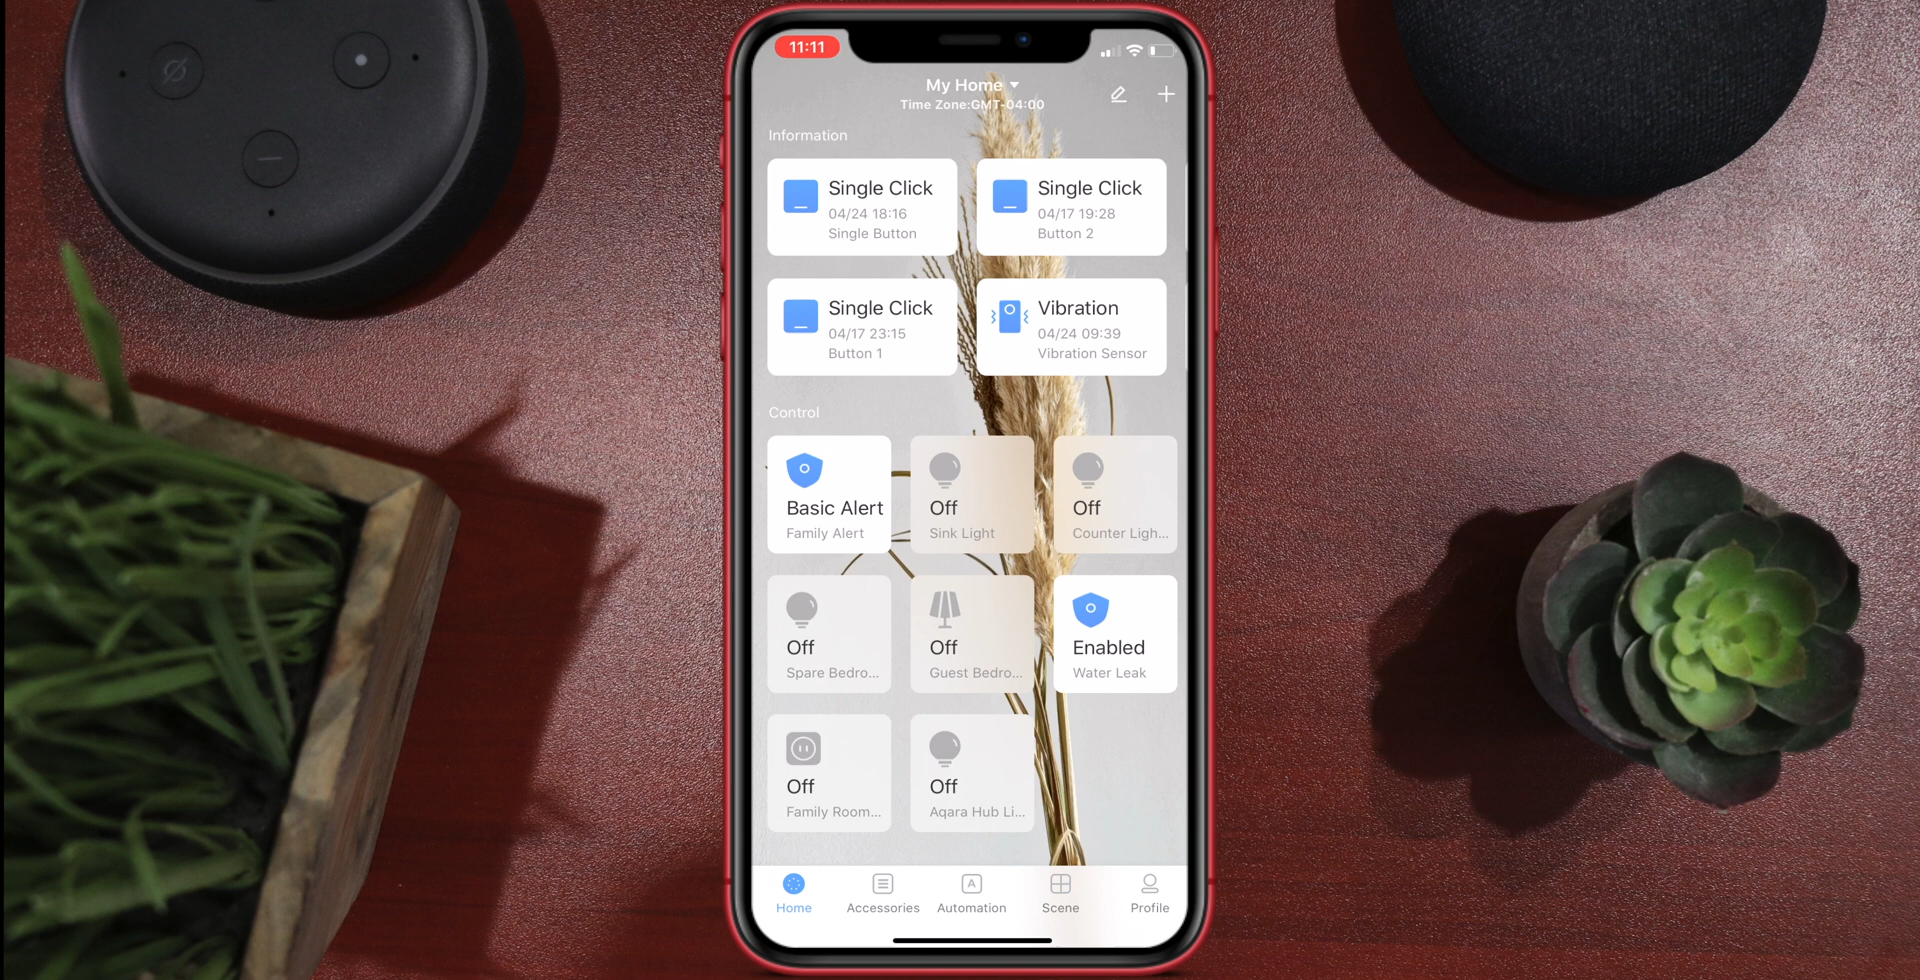 11:11
My Home
Time Zone:GMT-04:00
Information
Single Click
04/24 18:16
Single Button
Single Click
04/17 19:28
Button 2
Single Click
04/17 23:15
Button 1
Vibration
04/24 09:39
Vibration Sensor
Control
Basic Alert
Family Alert
Off
Sink Light
Off
Counter Ligh...
Off
Spare Bedro...
Off
Guest Bedro...
Enabled
Water Leak
Off
Family Room...
Off
Aqara Hub Li...
A
Home
Accessories
Automation
Scene
Profile